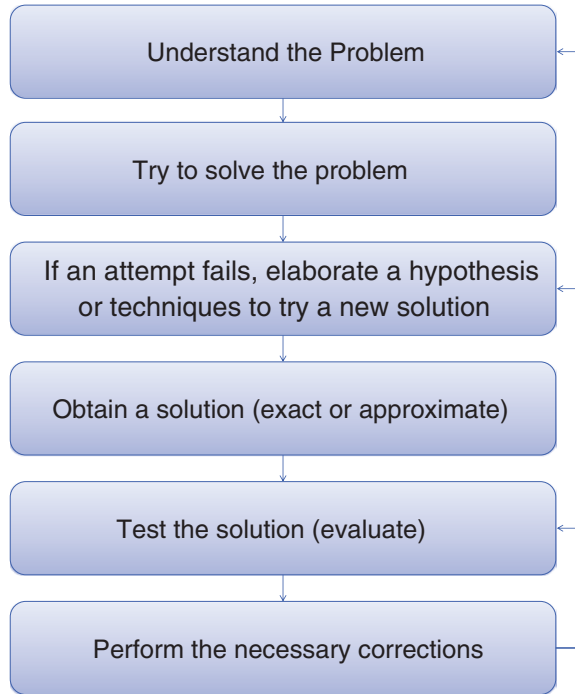 Understand the Problem
Try to solve the problem
If an attempt fails, elaborate a hypothesis
or techniques to try a new solution
Obtain a solution (exact or approximate)
Test the solution (evaluate)
Perform the necessary corrections